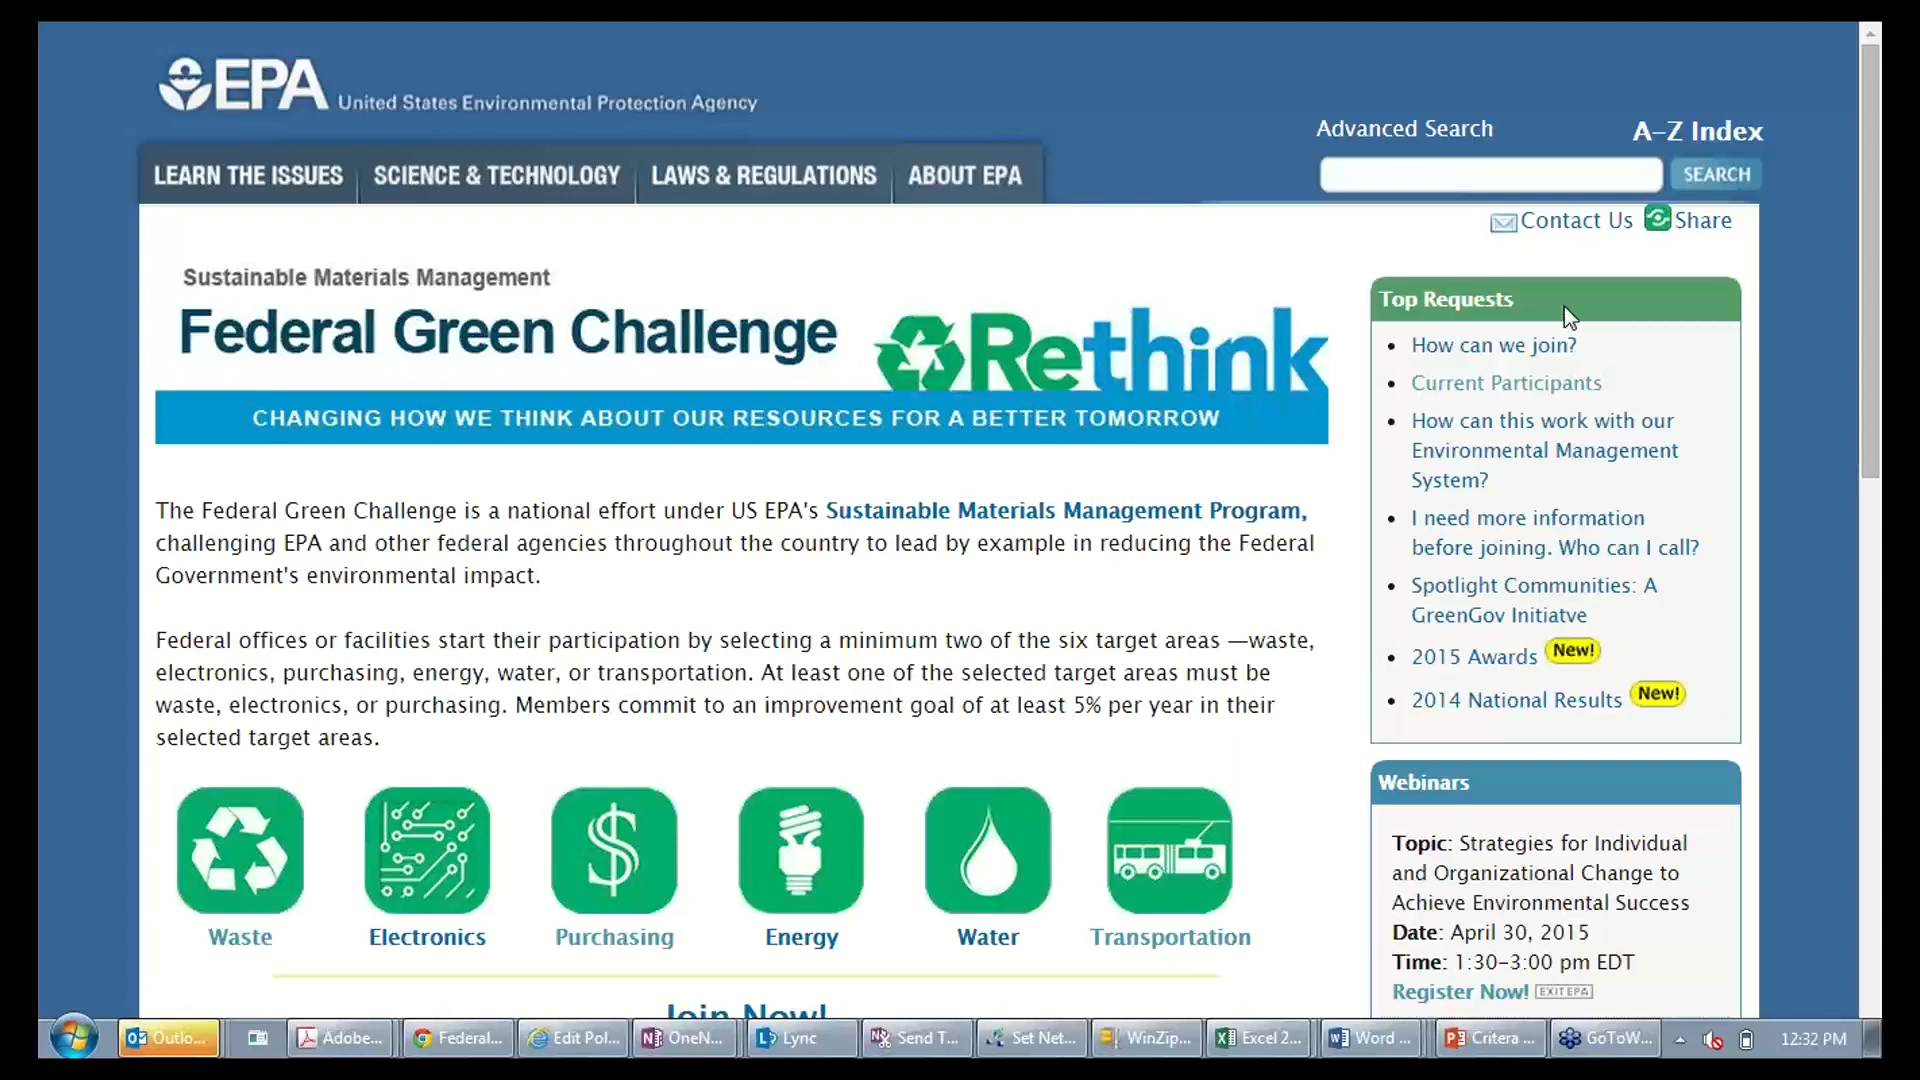 EPA United States Environmental Protection Agency
Advanced Search A-Z Index
LEARN THE ISSUES SCIENCE & TECHNOLOGY LAWS & REGULATIONS ABOUT EPA
SEARCH
Contact Us Share
Sustainable Materials Management
Federal Green Challenge
Rethink
CHANGING HOW WE THINK ABOUT OUR RESOURCES FOR A BETTER TOMORROW
The Federal Green Challenge is a national effort under US EPA's Sustainable Materials Management Program,
challenging EPA and other federal agencies throughout the country to lead by example in reducing the Federal
Government's environmental impact.
Federal offices or facilities start their participation by selecting a minimum two of the six target areas —waste,
electronics, purchasing, energy, water, or transportation. At least one of the selected target areas must be
waste, electronics, or purchasing. Members commit to an improvement goal of at least 5% per year in their
selected target areas.
Waste Electronics Purchasing Energy Water Transportation
Join Now!
Top Requests
How can we join?
Current Participants
How can this work with our
Environmental Management
System?
I need more information
before joining. Who can I call?
Spotlight Communities: A
GreenGov Initiatve
2015 Awards New!
2014 National Results New!
Webinars
Topic: Strategies for Individual
and Organizational Change to
Achieve Environmental Success
Date: April 30, 2015
Time: 1:30-3:00 pm EDT
Register Now! EXIT EPA
Outlo... Adobe... Federal... Edit Pol... OneN... Lync Send T... Set Net... WinZip... Excel 2... Word ... Critera ... GoToW... 12:32 PM